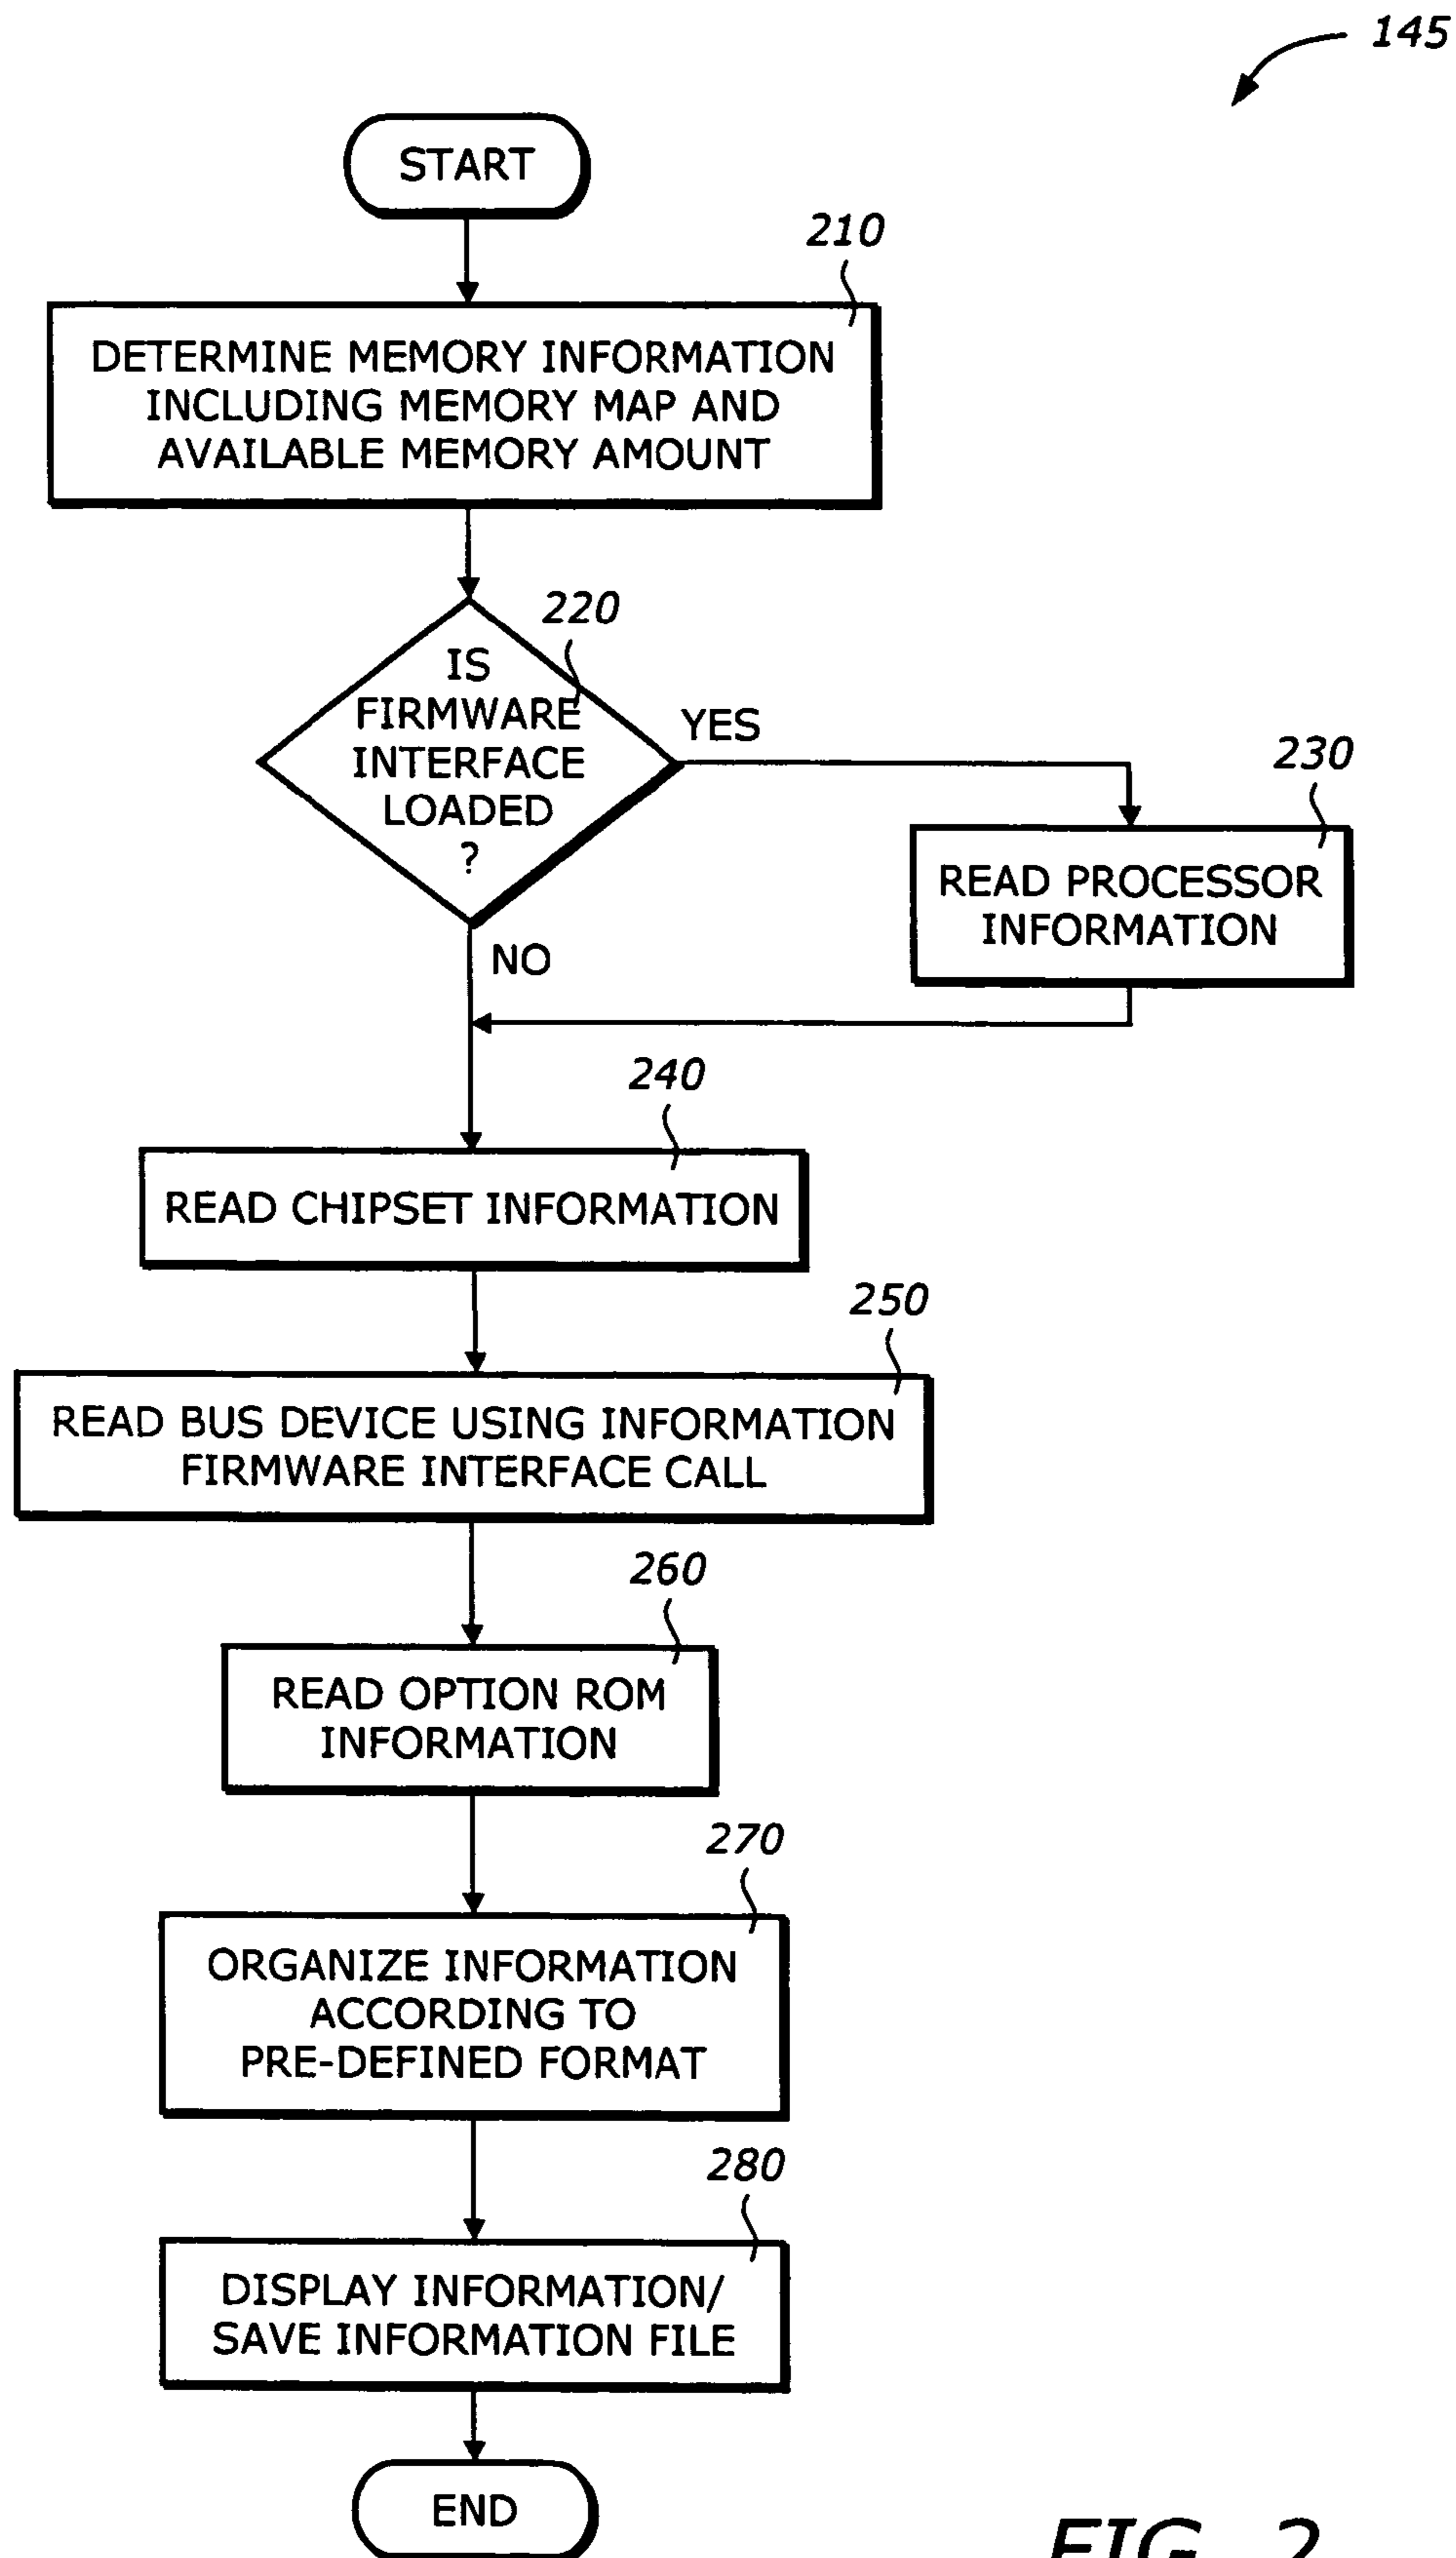 145
START
210
DETERMINE MEMORY INFORMATION
INCLUDING MEMORY MAP AND
AVAILABLE MEMORY AMOUNT
220
IS
FIRMWARE
INTERFACE
LOADED
?
YES
230
READ PROCESSOR
INFORMATION
NO
240
READ CHIPSET INFORMATION
250
READ BUS DEVICE USING INFORMATION
FIRMWARE INTERFACE CALL
260
READ OPTION ROM
INFORMATION
270
ORGANIZE INFORMATION
ACCORDING TO
PRE-DEFINED FORMAT
280
DISPLAY INFORMATION/
SAVE INFORMATION FILE
END
FIG. 2